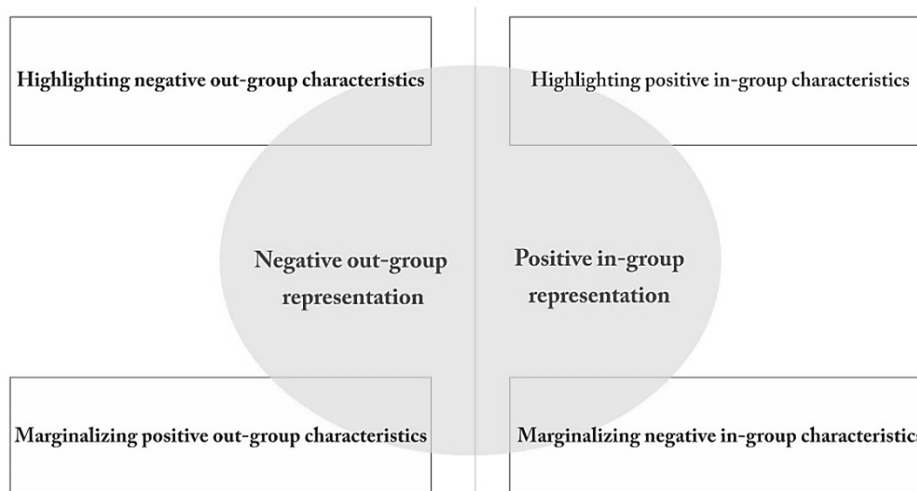 Highlighting negative out-group characteristics
Highlighting positive in-group characteristics
Negative out-group
representation
Positive in-group
representation
Marginalizing positive out-group characteristics
Marginalizing negative in-group characteristics